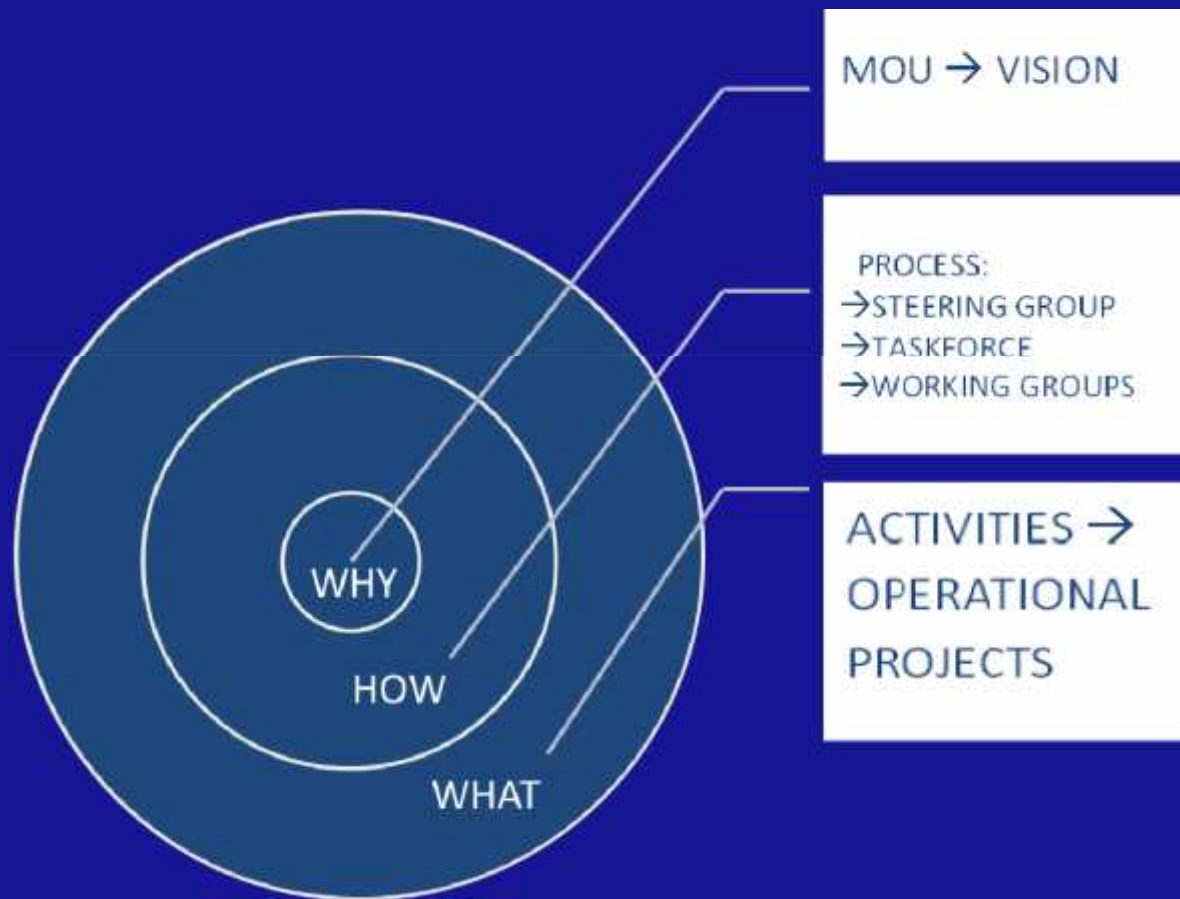 MOU → VISION
PROCESS:
→STEERING GROUP
→TASKFORCE
→WORKING GROUPS
ACTIVITIES →
OPERATIONAL
PROJECTS
WHY
HOW
WHAT